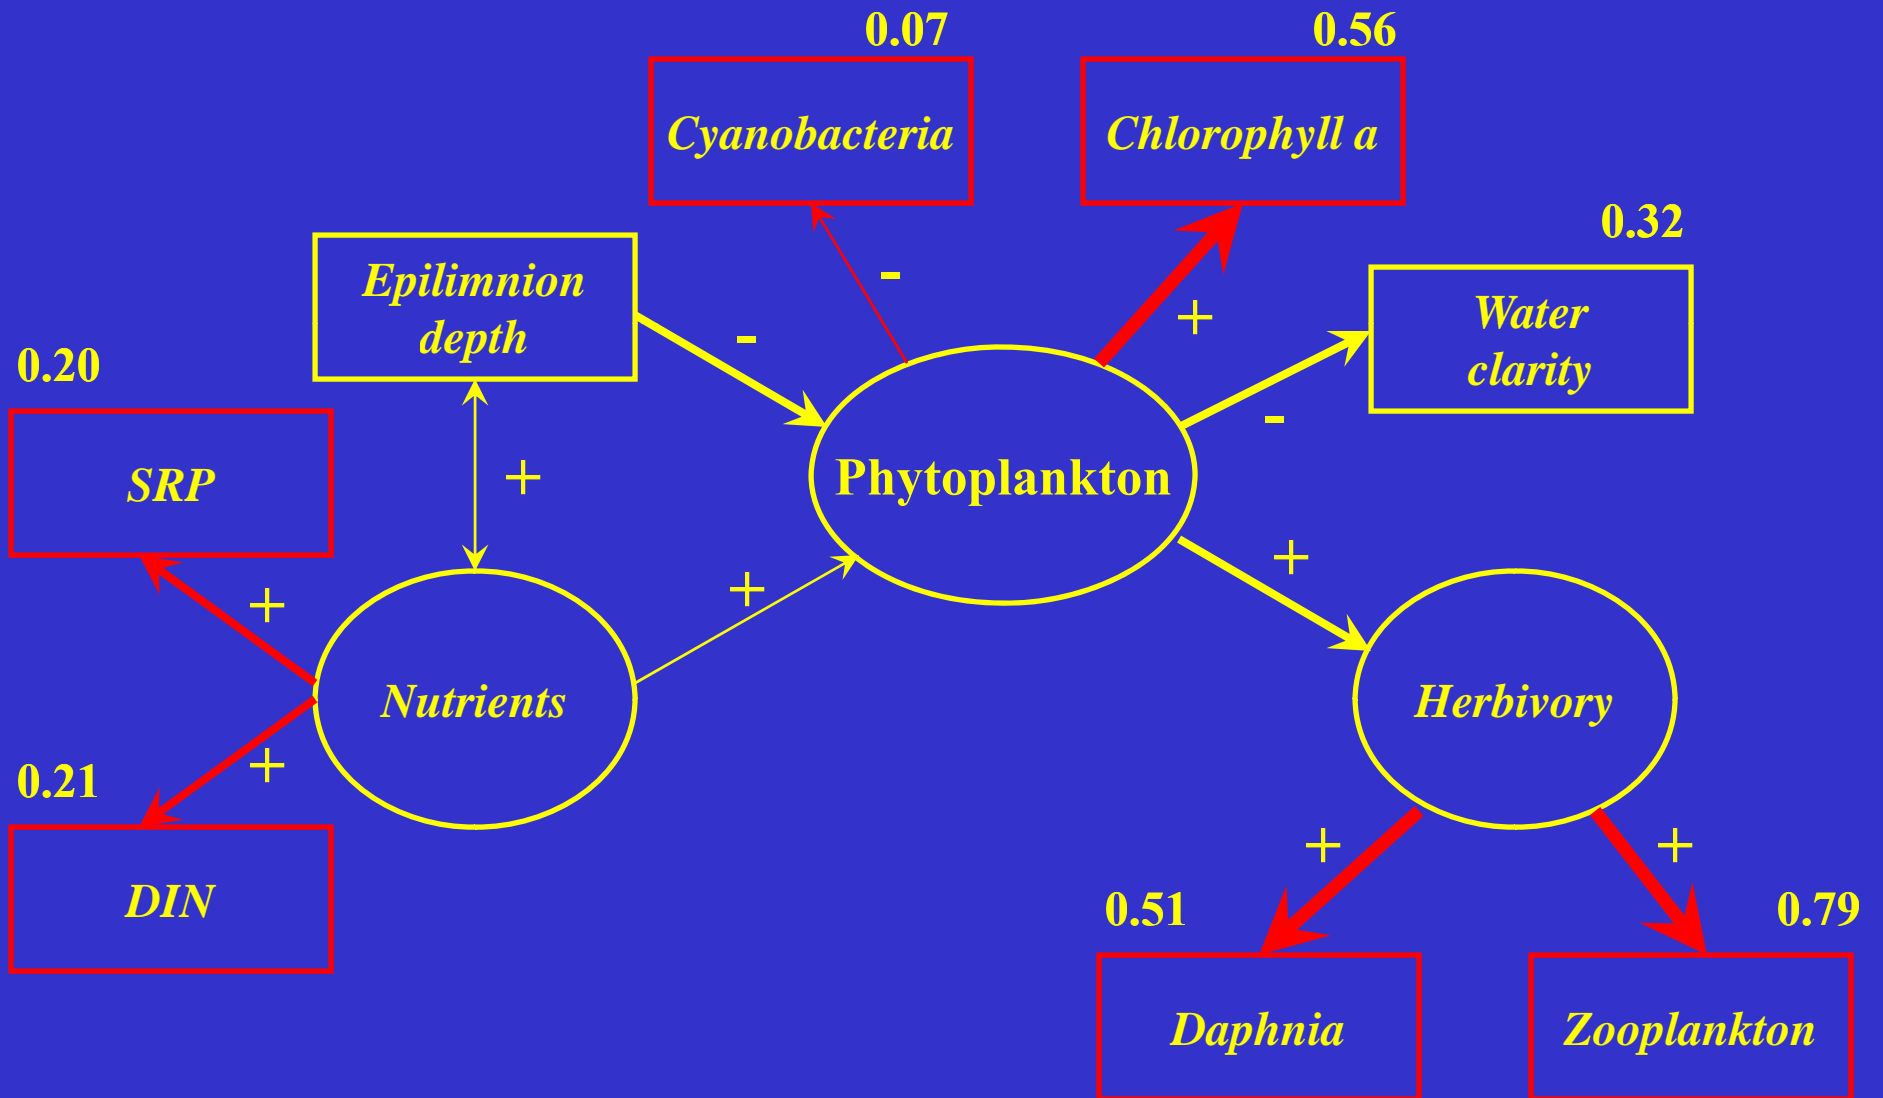 0.07
0.56
Cyanobacteria
Chlorophyll a
0.32
Epilimnion
depth
-
+
Water
clarity
-
-
0.20
SRP
+
Phytoplankton
+
+
+
Nutrients
Herbivory
0.21
+
+
+
DIN
0.51
0.79
Daphnia
Zooplankton